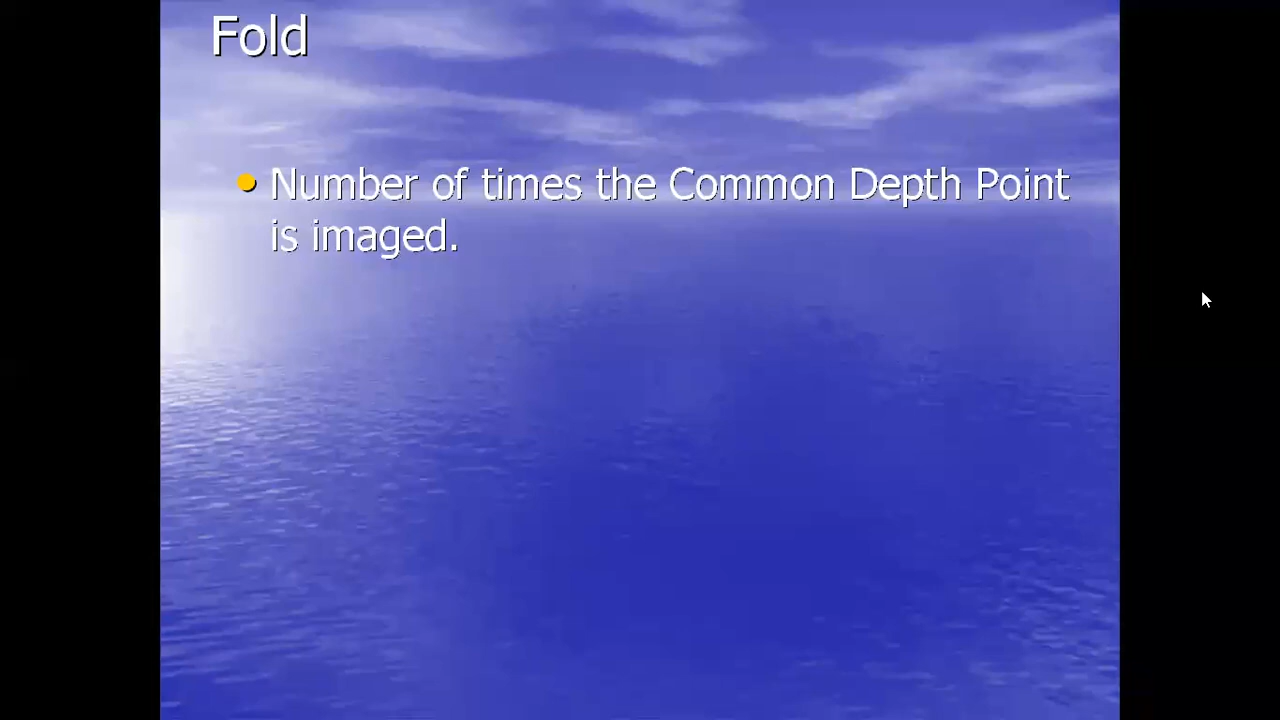 Fold
Number of times the Common Depth Point
is imaged.